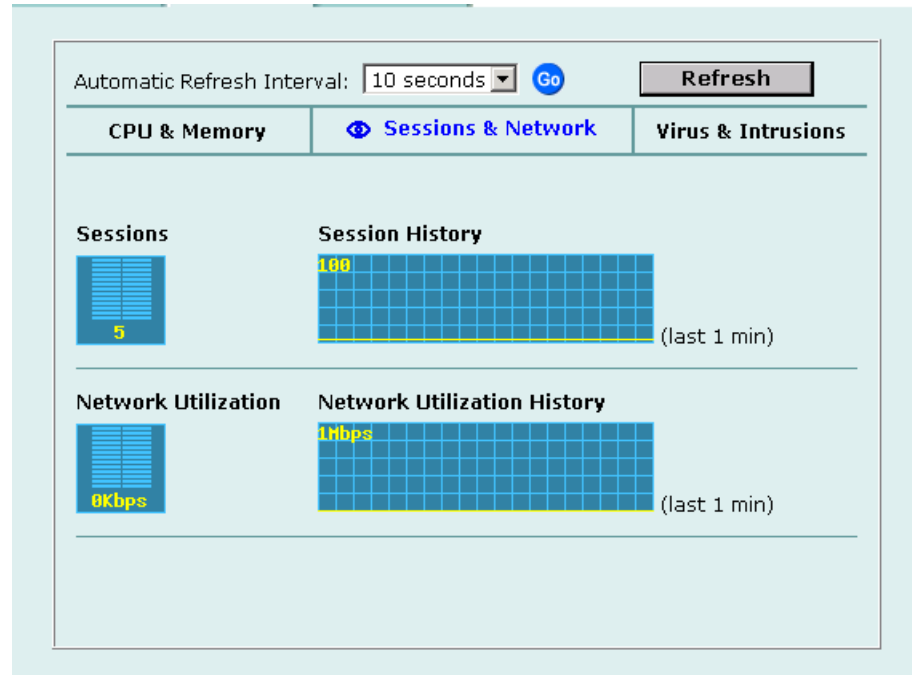 Automatic Refresh Interval: 10 seconds Go Refresh
CPU & Memory Sessions & Network Virus & Intrusions
Sessions Session History
100
5 (last 1 min)
Network Utilization Network Utilization History
1Mbps
0Kbps (last 1 min)